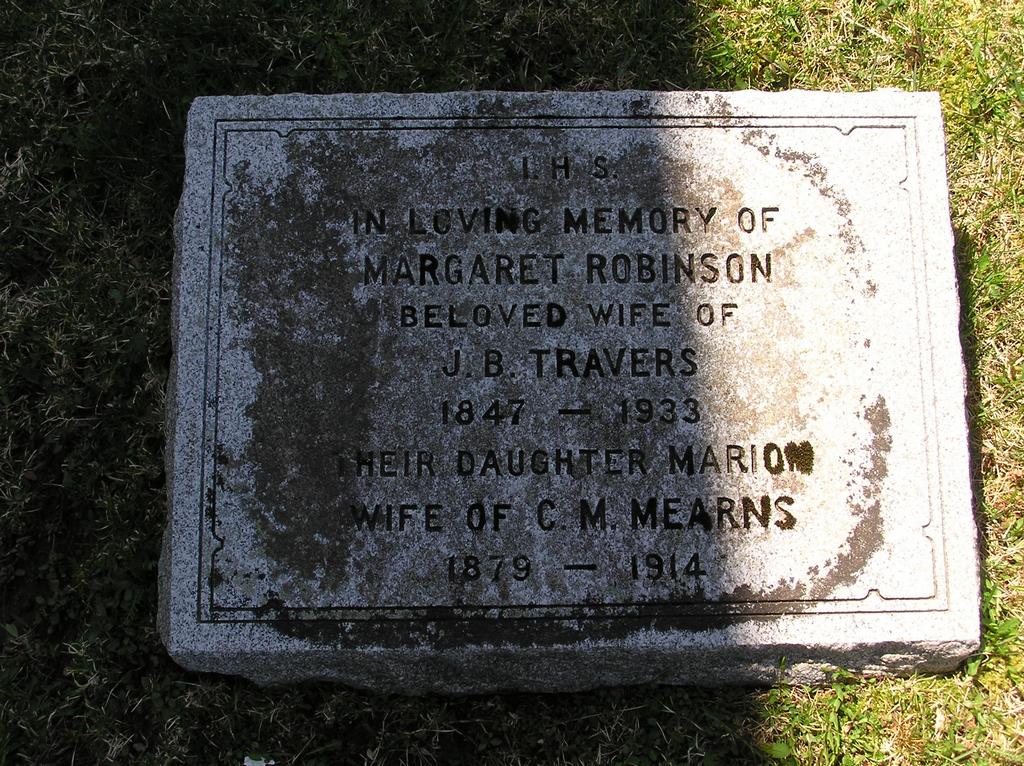 I. H S.
IN LOVING MEMORY OF
MARGARET ROBINSON
BELOVED WIFE OF
J. B. TRAVERS
1847 — 1933
THEIR DAUGHTER MARION
WIFE OF C. M. MEARNS
1879 — 1914